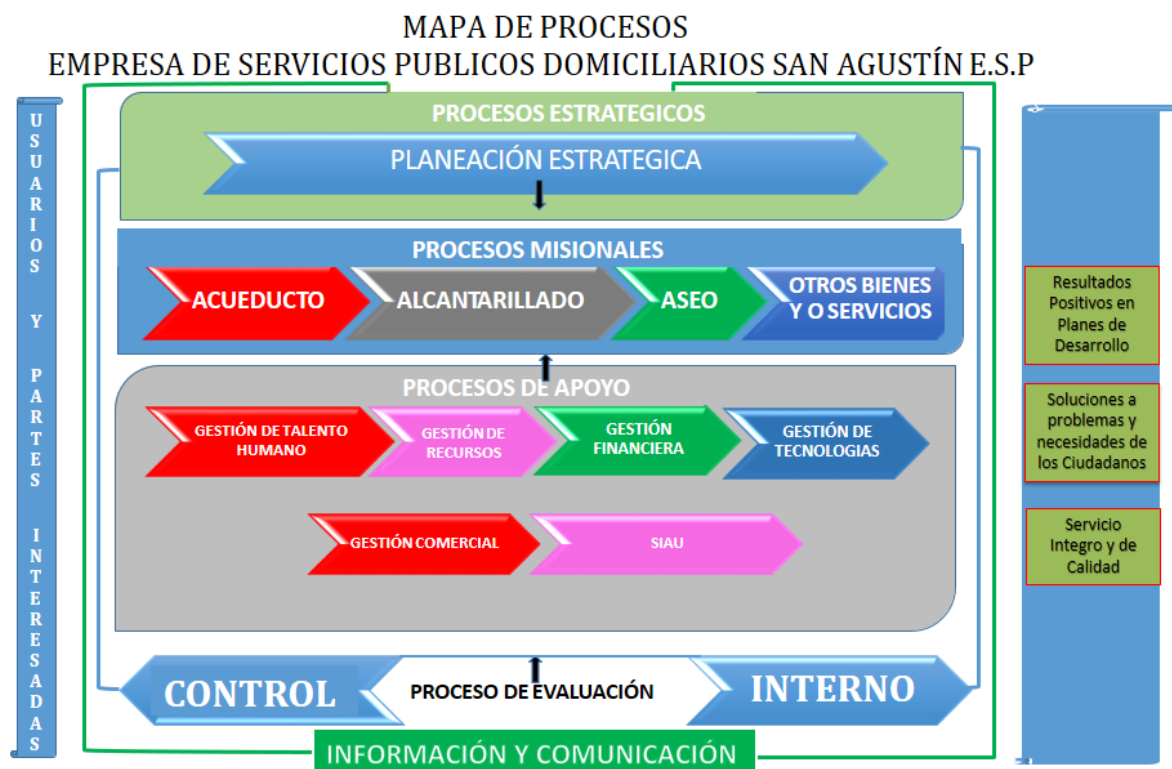 MAPA DE PROCESOS
EMPRESA DE SERVICIOS PUBLICOS DOMICILIARIOS SAN AGUSTÍN E.S.P
USUARIOS Y PARTES INTERESADAS
PROCESOS ESTRATEGICOS
PLANEACIÓN ESTRATEGICA
PROCESOS MISIONALES
ACUEDUCTO
ALCANTARILLADO
ASEO
OTROS BIENES
Y O SERVICIOS
PROCESOS DE APOYO
GESTIÓN DE TALENTO
HUMANO
GESTIÓN DE
RECURSOS
GESTIÓN
FINANCIERA
GESTIÓN DE
TECNOLOGIAS
GESTIÓN COMERCIAL
SIAU
CONTROL
PROCESO DE EVALUACIÓN
INTERNO
INFORMACIÓN Y COMUNICACIÓN
Resultados
Positivos en
Planes de
Desarrollo
Soluciones a
problemas y
necesidades de
los Ciudadanos
Servicio
Integro y de
Calidad